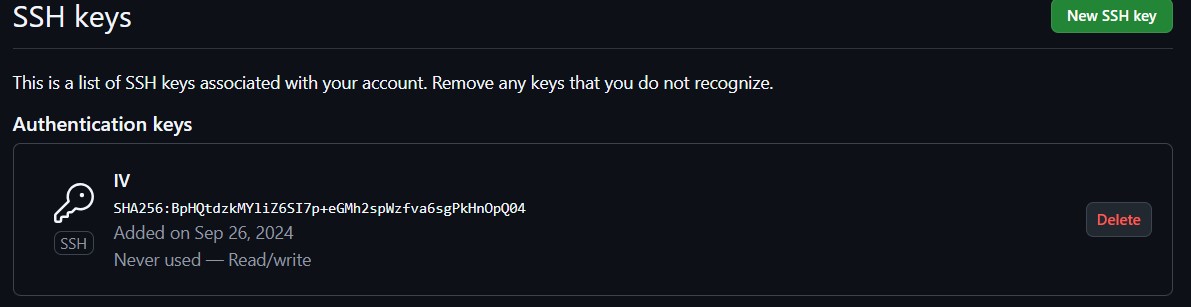 SSH keys
New SSH key
This is a list of SSH keys associated with your account. Remove any keys that you do not recognize.
Authentication keys
IV
SHA256:BpHQtdzkMYliZ6SI7p+eGMh2spWzfva6sgPkHnOpQ04
Added on Sep 26, 2024
SSH
Never used — Read/write
Delete